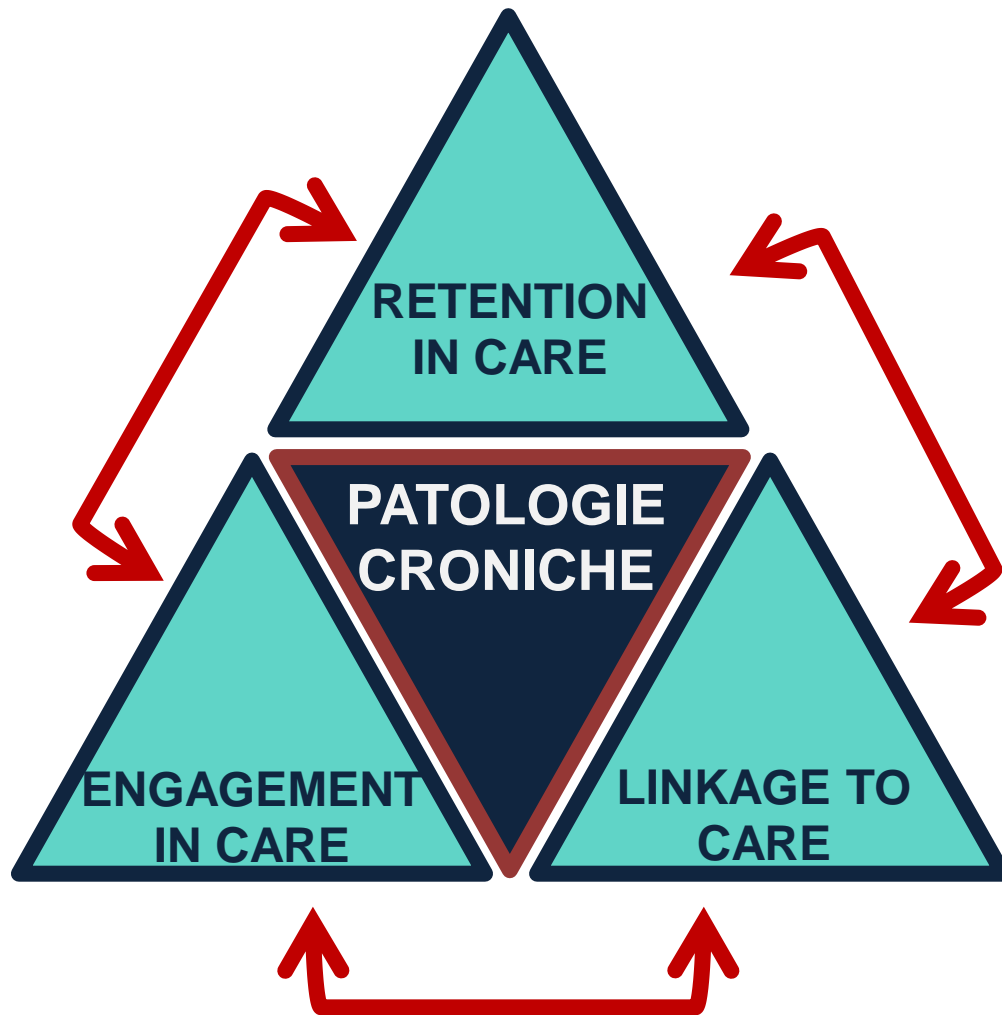 RETENTION
IN CARE
PATOLOGIE
CRONICHE
ENGAGEMENT
IN CARE
LINKAGE TO
CARE